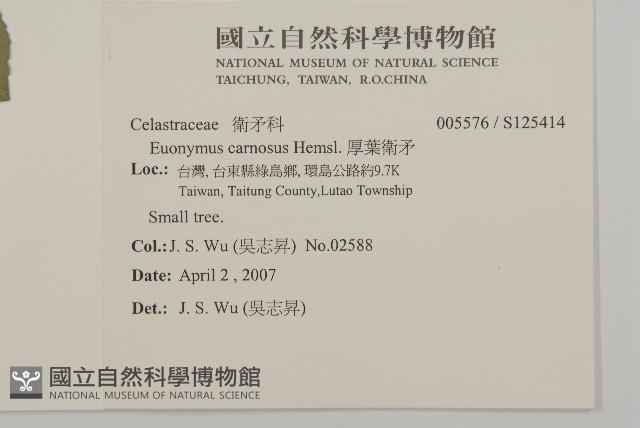 國立自然科學博物館
NATIONAL MUSEUM OF NATURAL SCIENCE
TAICHUNG, TAIWAN, R.O.CHINA
Celastraceae 衛矛科 005576 / S125414
Euonymus carnosus Hemsl. 厚葉衛矛
Loc.: 台灣, 台東縣綠島鄉, 環島公路約9.7K
Taiwan, Taitung County,Lutao Township
Small tree.
Col.: J. S. Wu (吳志昇) No.02588
Date: April 2 , 2007
Det.: J. S. Wu (吳志昇)
國立自然科學博物館
NATIONAL MUSEUM OF NATURAL SCIENCE